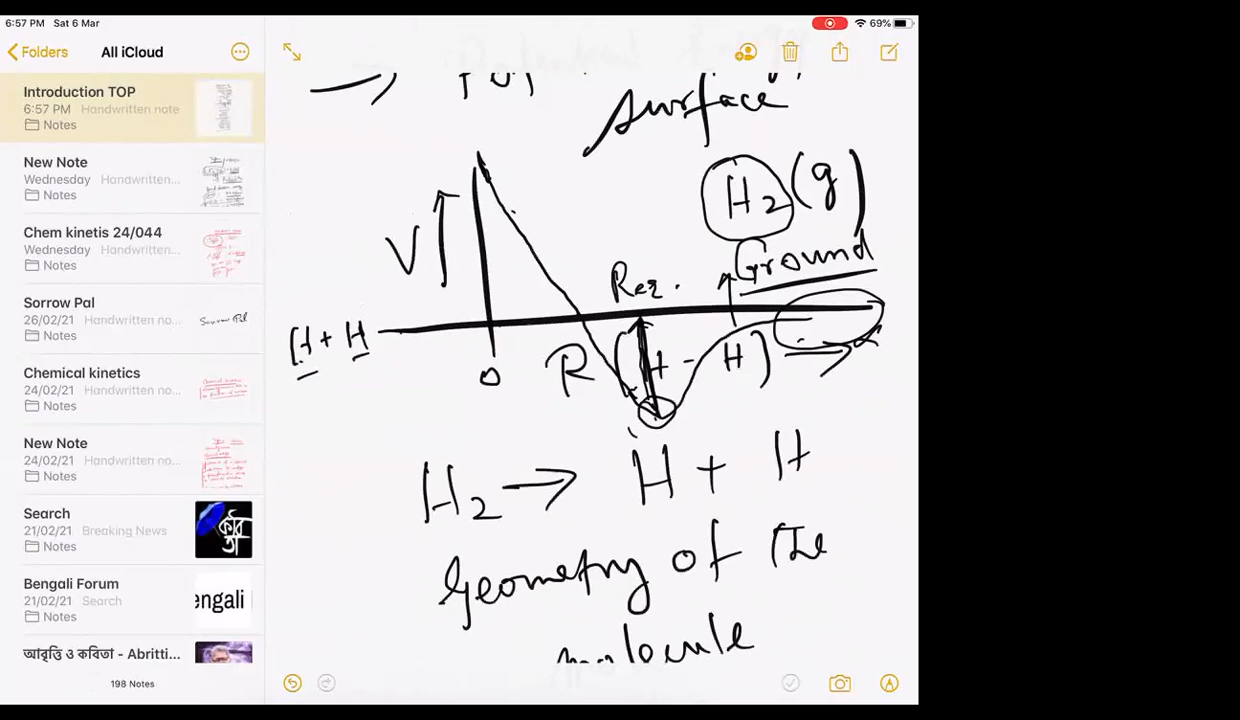 6:57 PM Sat 6 Mar
69%
Folders
All iCloud
Introduction TOP
6:57 PM Handwritten note
Notes
New Note
Wednesday Handwritten...
Notes
Chem kinetis 24/044
Wednesday Handwritten...
Notes
Sorrow Pal
26/02/21 Handwritten no...
Notes
Chemical kinetics
24/02/21 Handwritten no...
Notes
New Note
24/02/21 Handwritten no...
Notes
Search
21/02/21 Breaking News
Notes
Bengali Forum
21/02/21 Search
Notes
engali
আবৃত্তি ও কবিতা - Abritti...
198 Notes
surface
H2 (g)
V
Ground
Req.
H + H
R (H - H)
0
α
H2 → H + H
Geometry of the
molecule